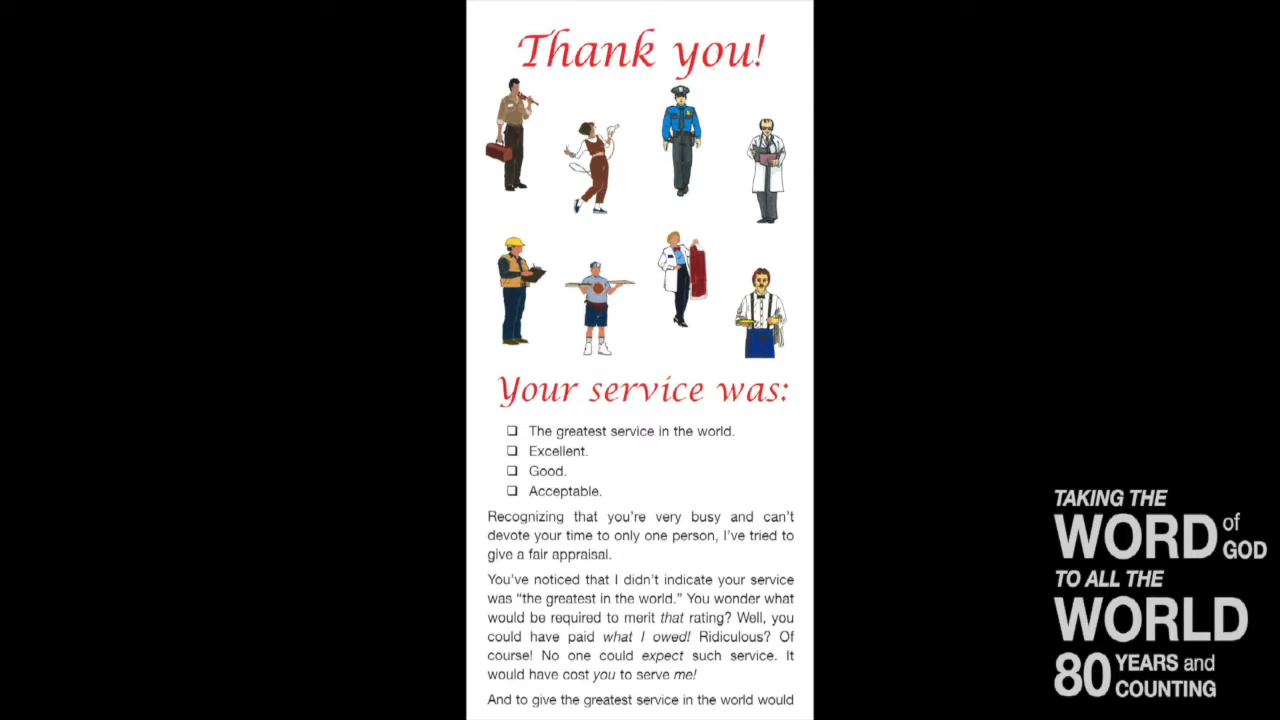 Thank you!
Your service was:
❑ The greatest service in the world.
❑ Excellent.
❑ Good.
❑ Acceptable.
Recognizing that you’re very busy and can’t
devote your time to only one person, I’ve tried to
give a fair appraisal.
You’ve noticed that I didn’t indicate your service
was “the greatest in the world.” You wonder what
would be required to merit that rating? Well, you
could have paid what I owed! Ridiculous? Of
course! No one could expect such service. It
would have cost you to serve me!
And to give the greatest service in the world would
TAKING THE
WORD of GOD
TO ALL THE
WORLD
80 YEARS and COUNTING